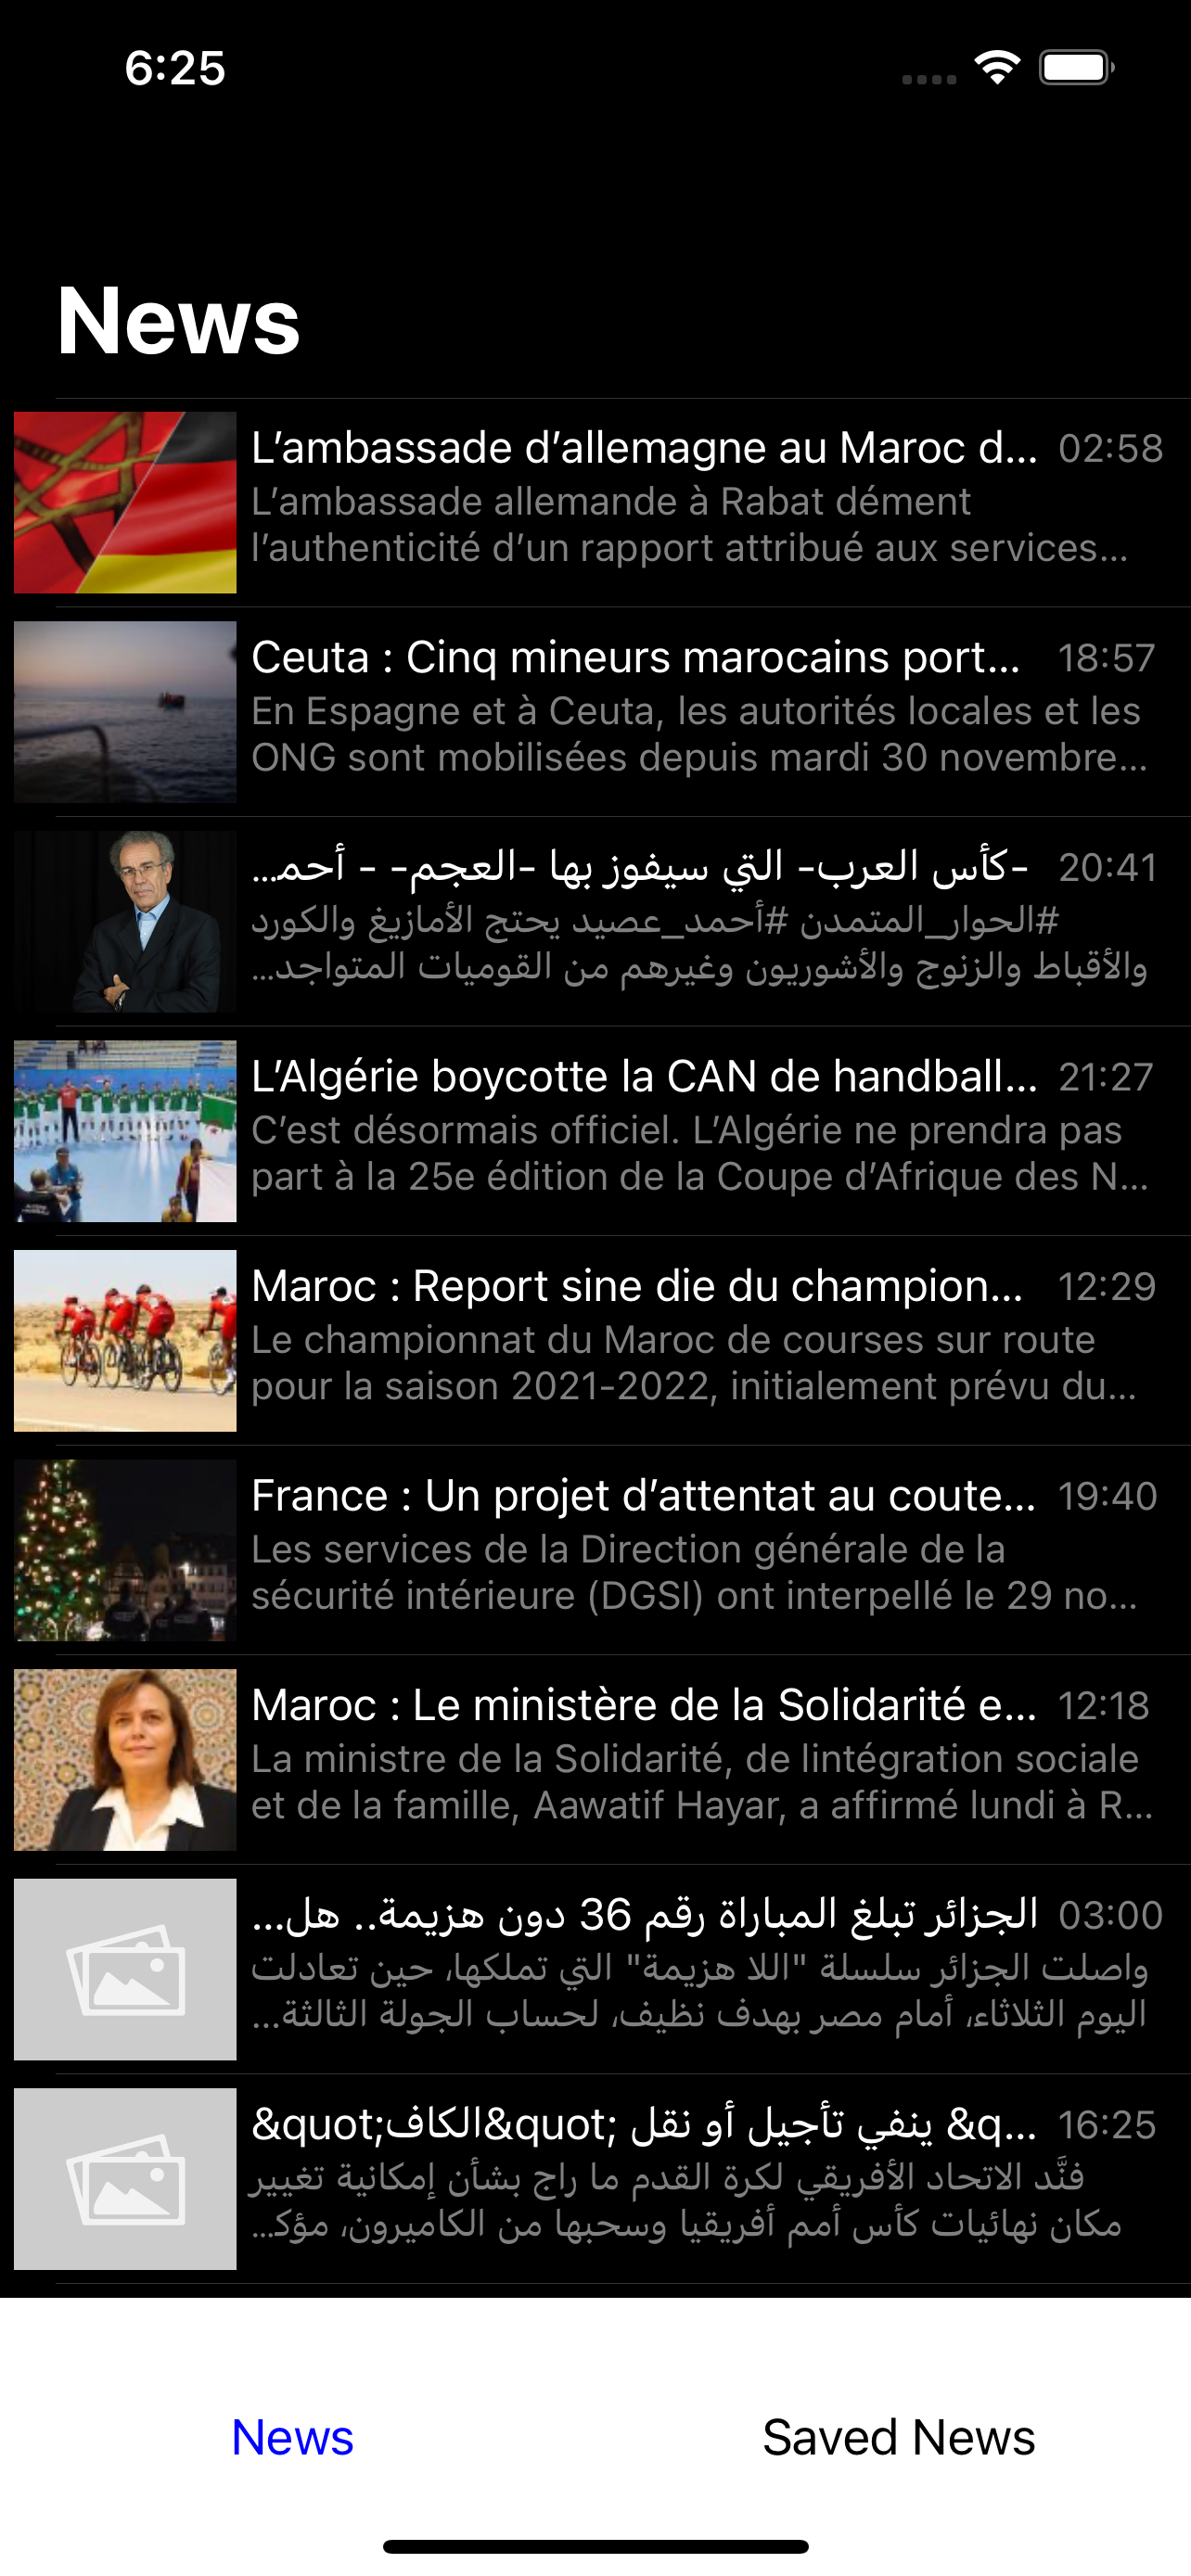 6:25
News
L’ambassade d’allemagne au Maroc d... 02:58
L’ambassade allemande à Rabat dément
l’authenticité d’un rapport attribué aux services...
Ceuta : Cinq mineurs marocains port... 18:57
En Espagne et à Ceuta, les autorités locales et les
ONG sont mobilisées depuis mardi 30 novembre...
-كأس العرب- التي سيفوز بها -العجم- - أحمـ... 20:41
#الحوار_المتمدن #أحمد_عصيد يحتج الأمازيغ والكورد
والأقباط والزنوج والأشوريون وغيرهم من القوميات المتواجد...
L’Algérie boycotte la CAN de handball... 21:27
C’est désormais officiel. L’Algérie ne prendra pas
part à la 25e édition de la Coupe d’Afrique des N...
Maroc : Report sine die du champion... 12:29
Le championnat du Maroc de courses sur route
pour la saison 2021-2022, initialement prévu du...
France : Un projet d’attentat au coute... 19:40
Les services de la Direction générale de la
sécurité intérieure (DGSI) ont interpellé le 29 no...
Maroc : Le ministère de la Solidarité e... 12:18
La ministre de la Solidarité, de lintégration sociale
et de la famille, Aawatif Hayar, a affirmé lundi à R...
الجزائر تبلغ المباراة رقم 36 دون هزيمة.. هل... 03:00
واصلت الجزائر سلسلة "اللا هزيمة" التي تملكها، حين تعادلت
اليوم الثلاثاء، أمام مصر بهدف نظيف، لحساب الجولة الثالثة...
&quot;الكاف&quot; ينفي تأجيل أو نقل &q... 16:25
فنَّد الاتحاد الأفريقي لكرة القدم ما راج بشأن إمكانية تغيير
مكان نهائيات كأس أمم أفريقيا وسحبها من الكاميرون، مؤكـ...
News
Saved News